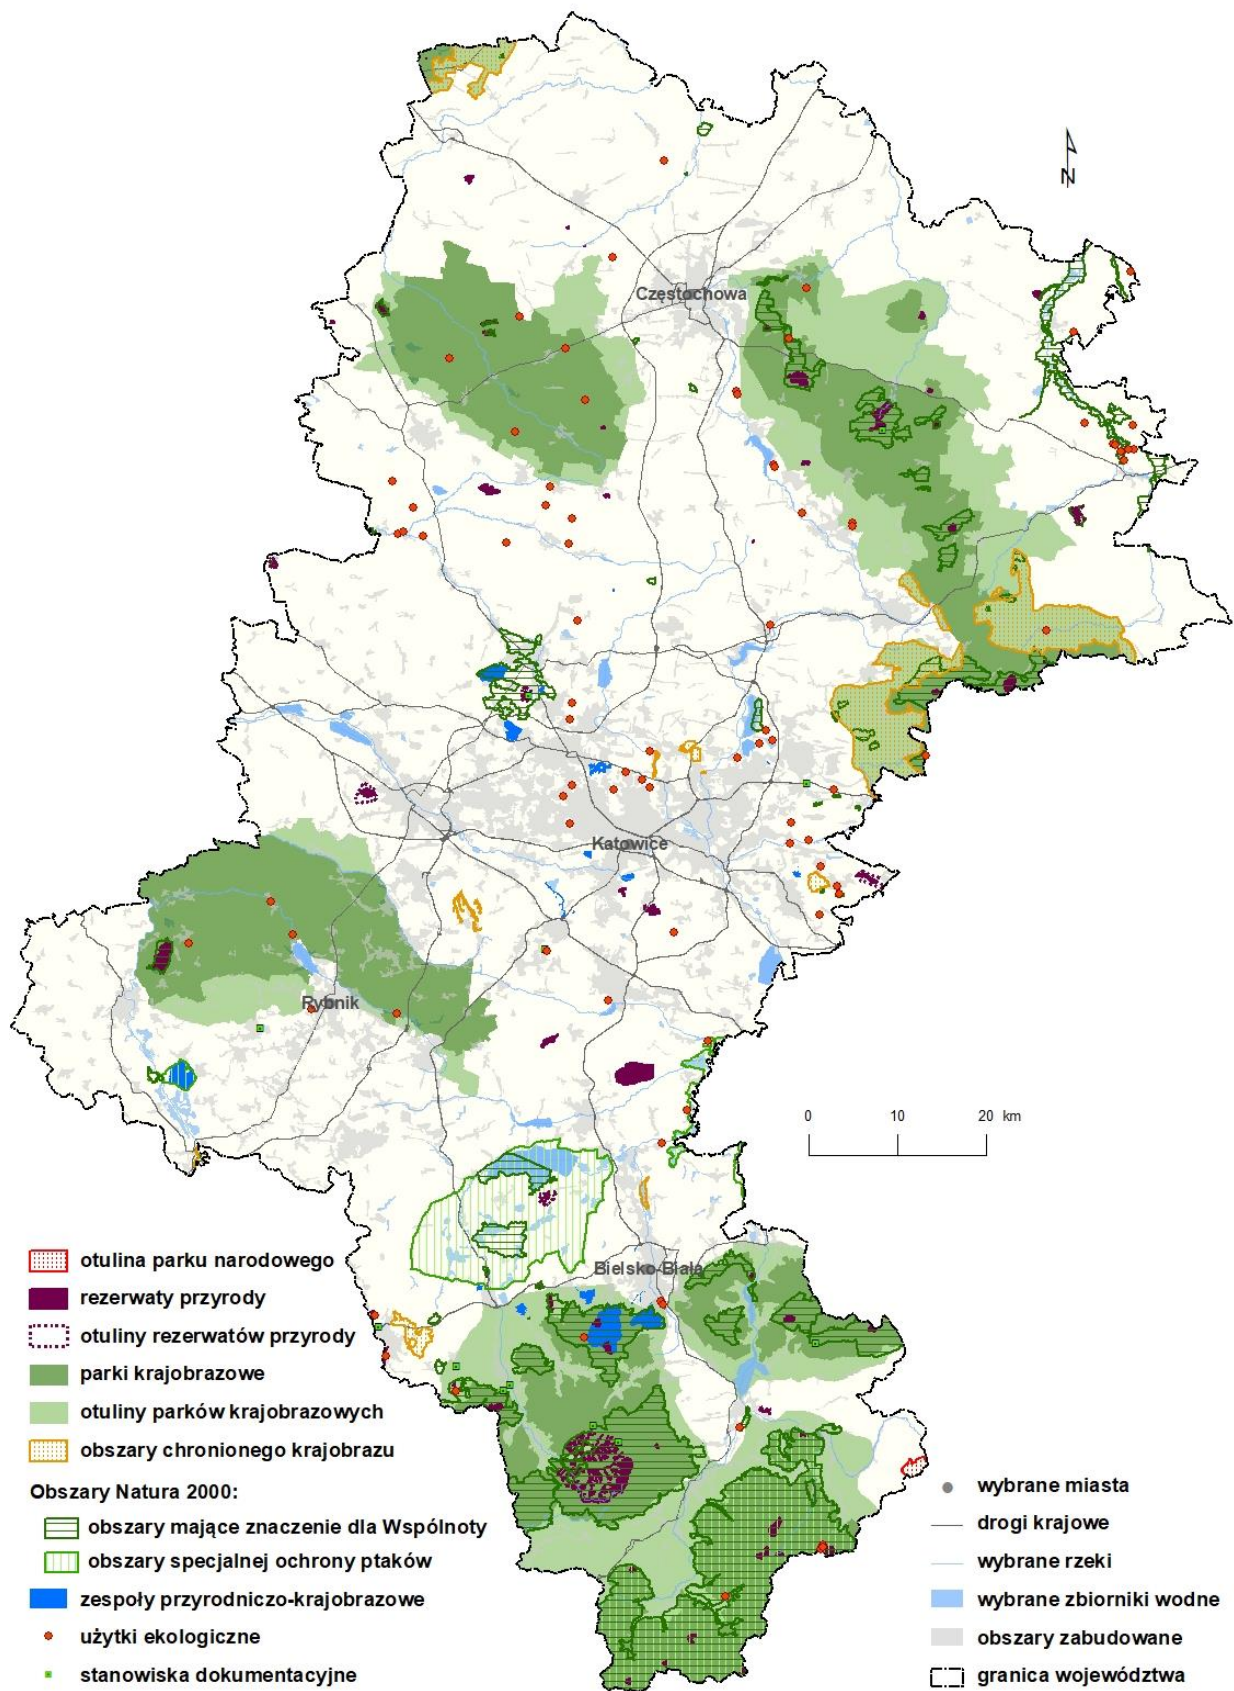 N
Częstochowa
Katowice
Rybnik
0 10 20 km
Bielsko-Biała
otulina parku narodowego
rezerwaty przyrody
otuliny rezerwatów przyrody
parki krajobrazowe
otuliny parków krajobrazowych
obszary chronionego krajobrazu
Obszary Natura 2000:
obszary mające znaczenie dla Wspólnoty
obszary specjalnej ochrony ptaków
zespoły przyrodniczo-krajobrazowe
użytki ekologiczne
stanowiska dokumentacyjne
wybrane miasta
drogi krajowe
wybrane rzeki
wybrane zbiorniki wodne
obszary zabudowane
granica województwa